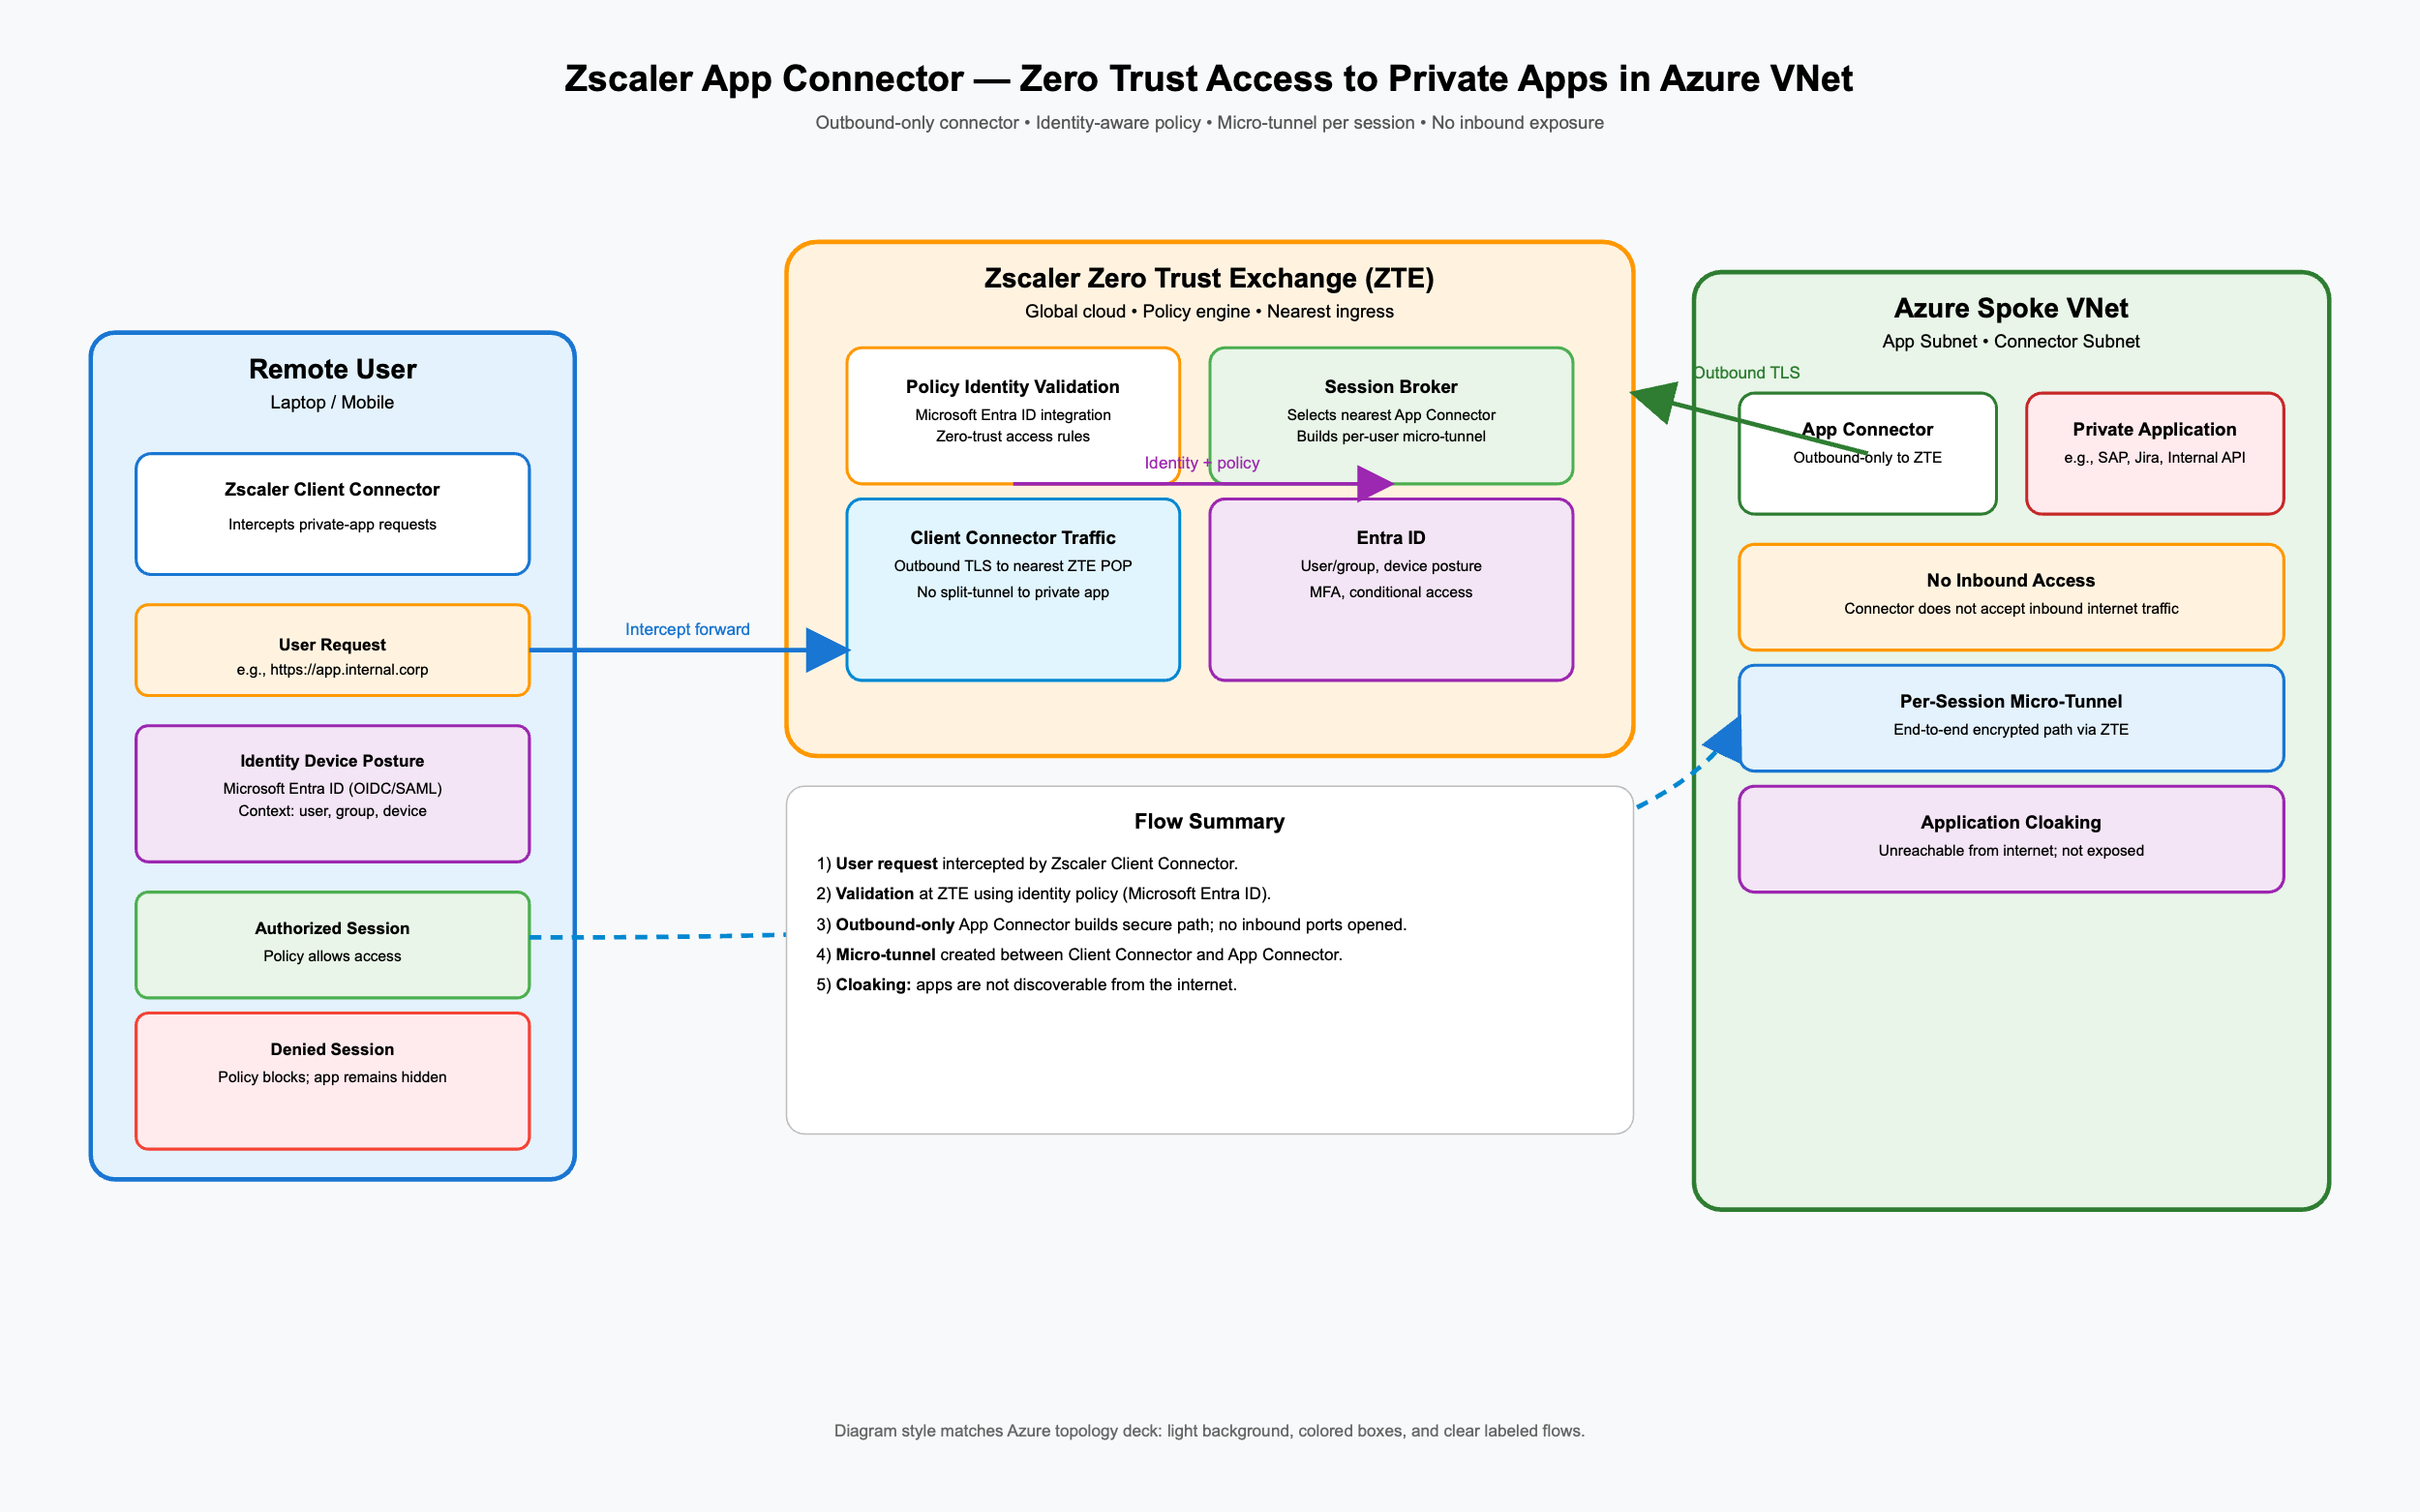 Zscaler App Connector — Zero Trust Access to Private Apps in Azure VNet
Outbound-only connector • Identity-aware policy • Micro-tunnel per session • No inbound exposure
Remote User
Laptop / Mobile
Zscaler Client Connector
Intercepts private-app requests
User Request
e.g., https://app.internal.corp
Identity Device Posture
Microsoft Entra ID (OIDC/SAML)
Context: user, group, device
Authorized Session
Policy allows access
Denied Session
Policy blocks; app remains hidden
Intercept forward
Zscaler Zero Trust Exchange (ZTE)
Global cloud • Policy engine • Nearest ingress
Policy Identity Validation
Microsoft Entra ID integration
Zero-trust access rules
Session Broker
Selects nearest App Connector
Builds per-user micro-tunnel
Identity + policy
Client Connector Traffic
Outbound TLS to nearest ZTE POP
No split-tunnel to private app
Entra ID
User/group, device posture
MFA, conditional access
Flow Summary
1) User request intercepted by Zscaler Client Connector.
2) Validation at ZTE using identity policy (Microsoft Entra ID).
3) Outbound-only App Connector builds secure path; no inbound ports opened.
4) Micro-tunnel created between Client Connector and App Connector.
5) Cloaking: apps are not discoverable from the internet.
Azure Spoke VNet
App Subnet • Connector Subnet
Outbound TLS
App Connector
Outbound-only to ZTE
Private Application
e.g., SAP, Jira, Internal API
No Inbound Access
Connector does not accept inbound internet traffic
Per-Session Micro-Tunnel
End-to-end encrypted path via ZTE
Application Cloaking
Unreachable from internet; not exposed
Diagram style matches Azure topology deck: light background, colored boxes, and clear labeled flows.